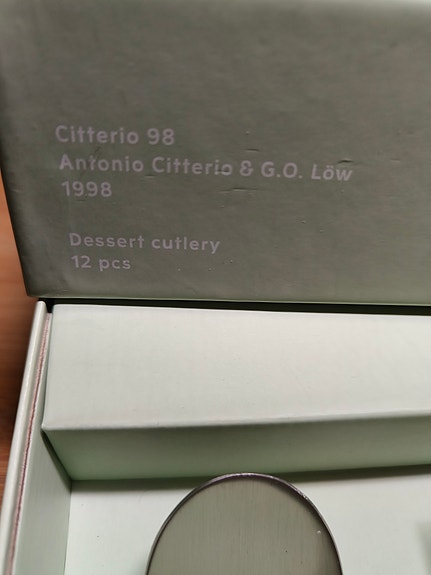 Citterio 98
Antonio Citterio & G.O. Löw
1998
Dessert cutlery
12 pcs